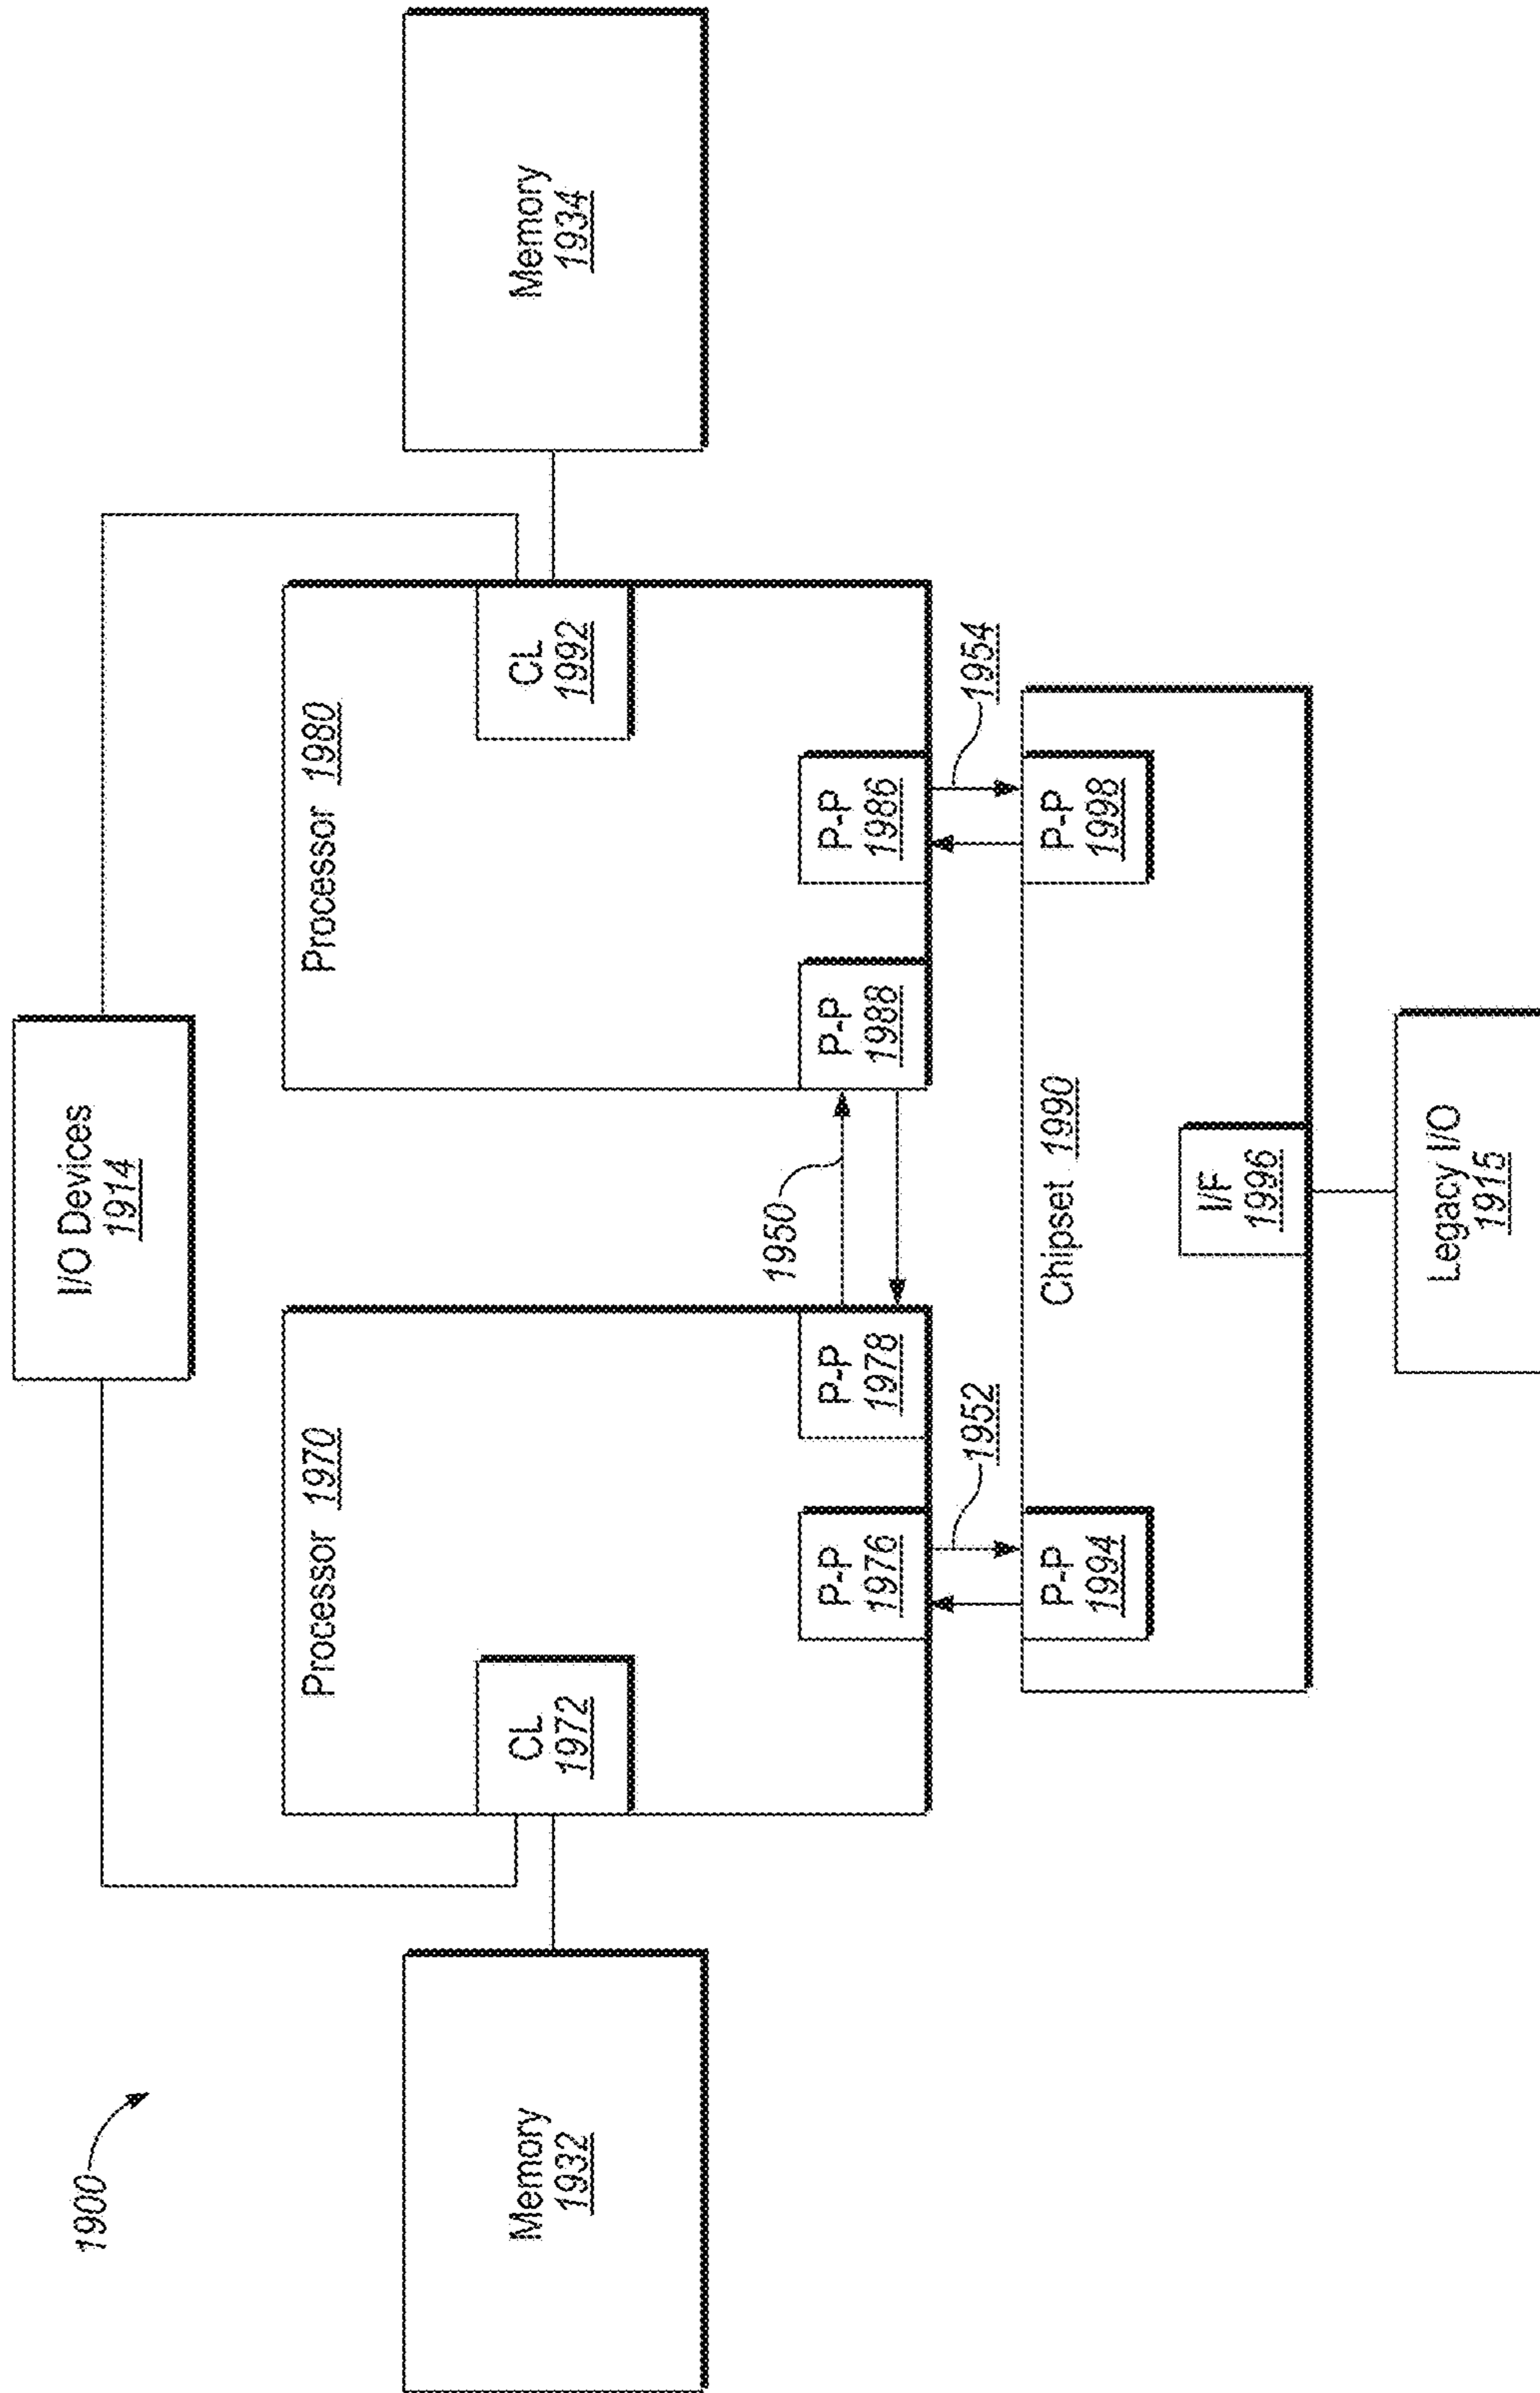 1900
I/O Devices
1914
Memory
1932
Processor 1970
CL
1972
P-P
1976
P-P
1978
1950
Processor 1980
CL
1992
P-P
1988
P-P
1986
Memory
1934
1952
1954
Chipset 1990
P-P
1994
P-P
1998
I/F
1996
Legacy I/O
1915